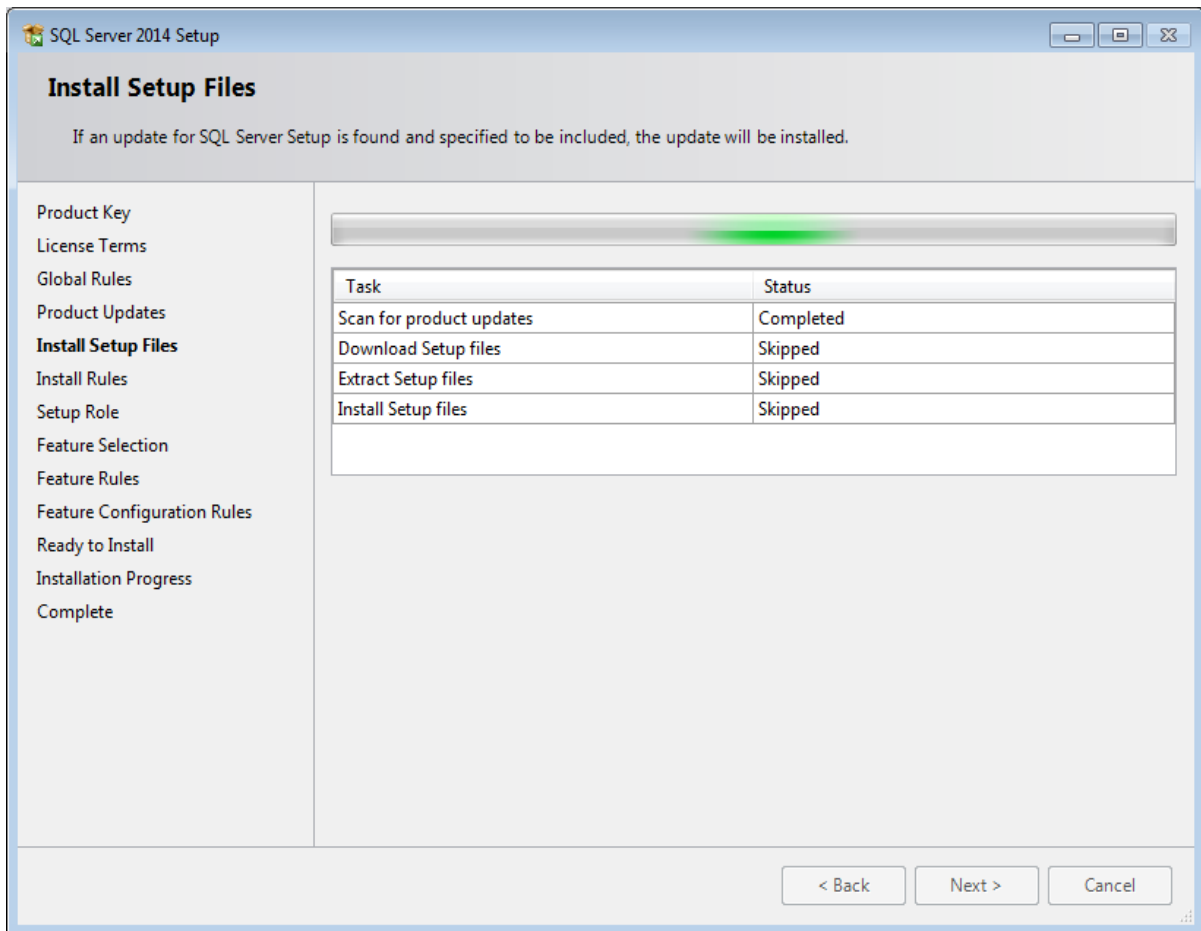 SQL Server 2014 Setup
Install Setup Files
If an update for SQL Server Setup is found and specified to be included, the update will be installed.
Product Key
License Terms
Global Rules
Product Updates
Install Setup Files
Install Rules
Setup Role
Feature Selection
Feature Rules
Feature Configuration Rules
Ready to Install
Installation Progress
Complete
Task Status
Scan for product updates Completed
Download Setup files Skipped
Extract Setup files Skipped
Install Setup files Skipped
< Back Next > Cancel